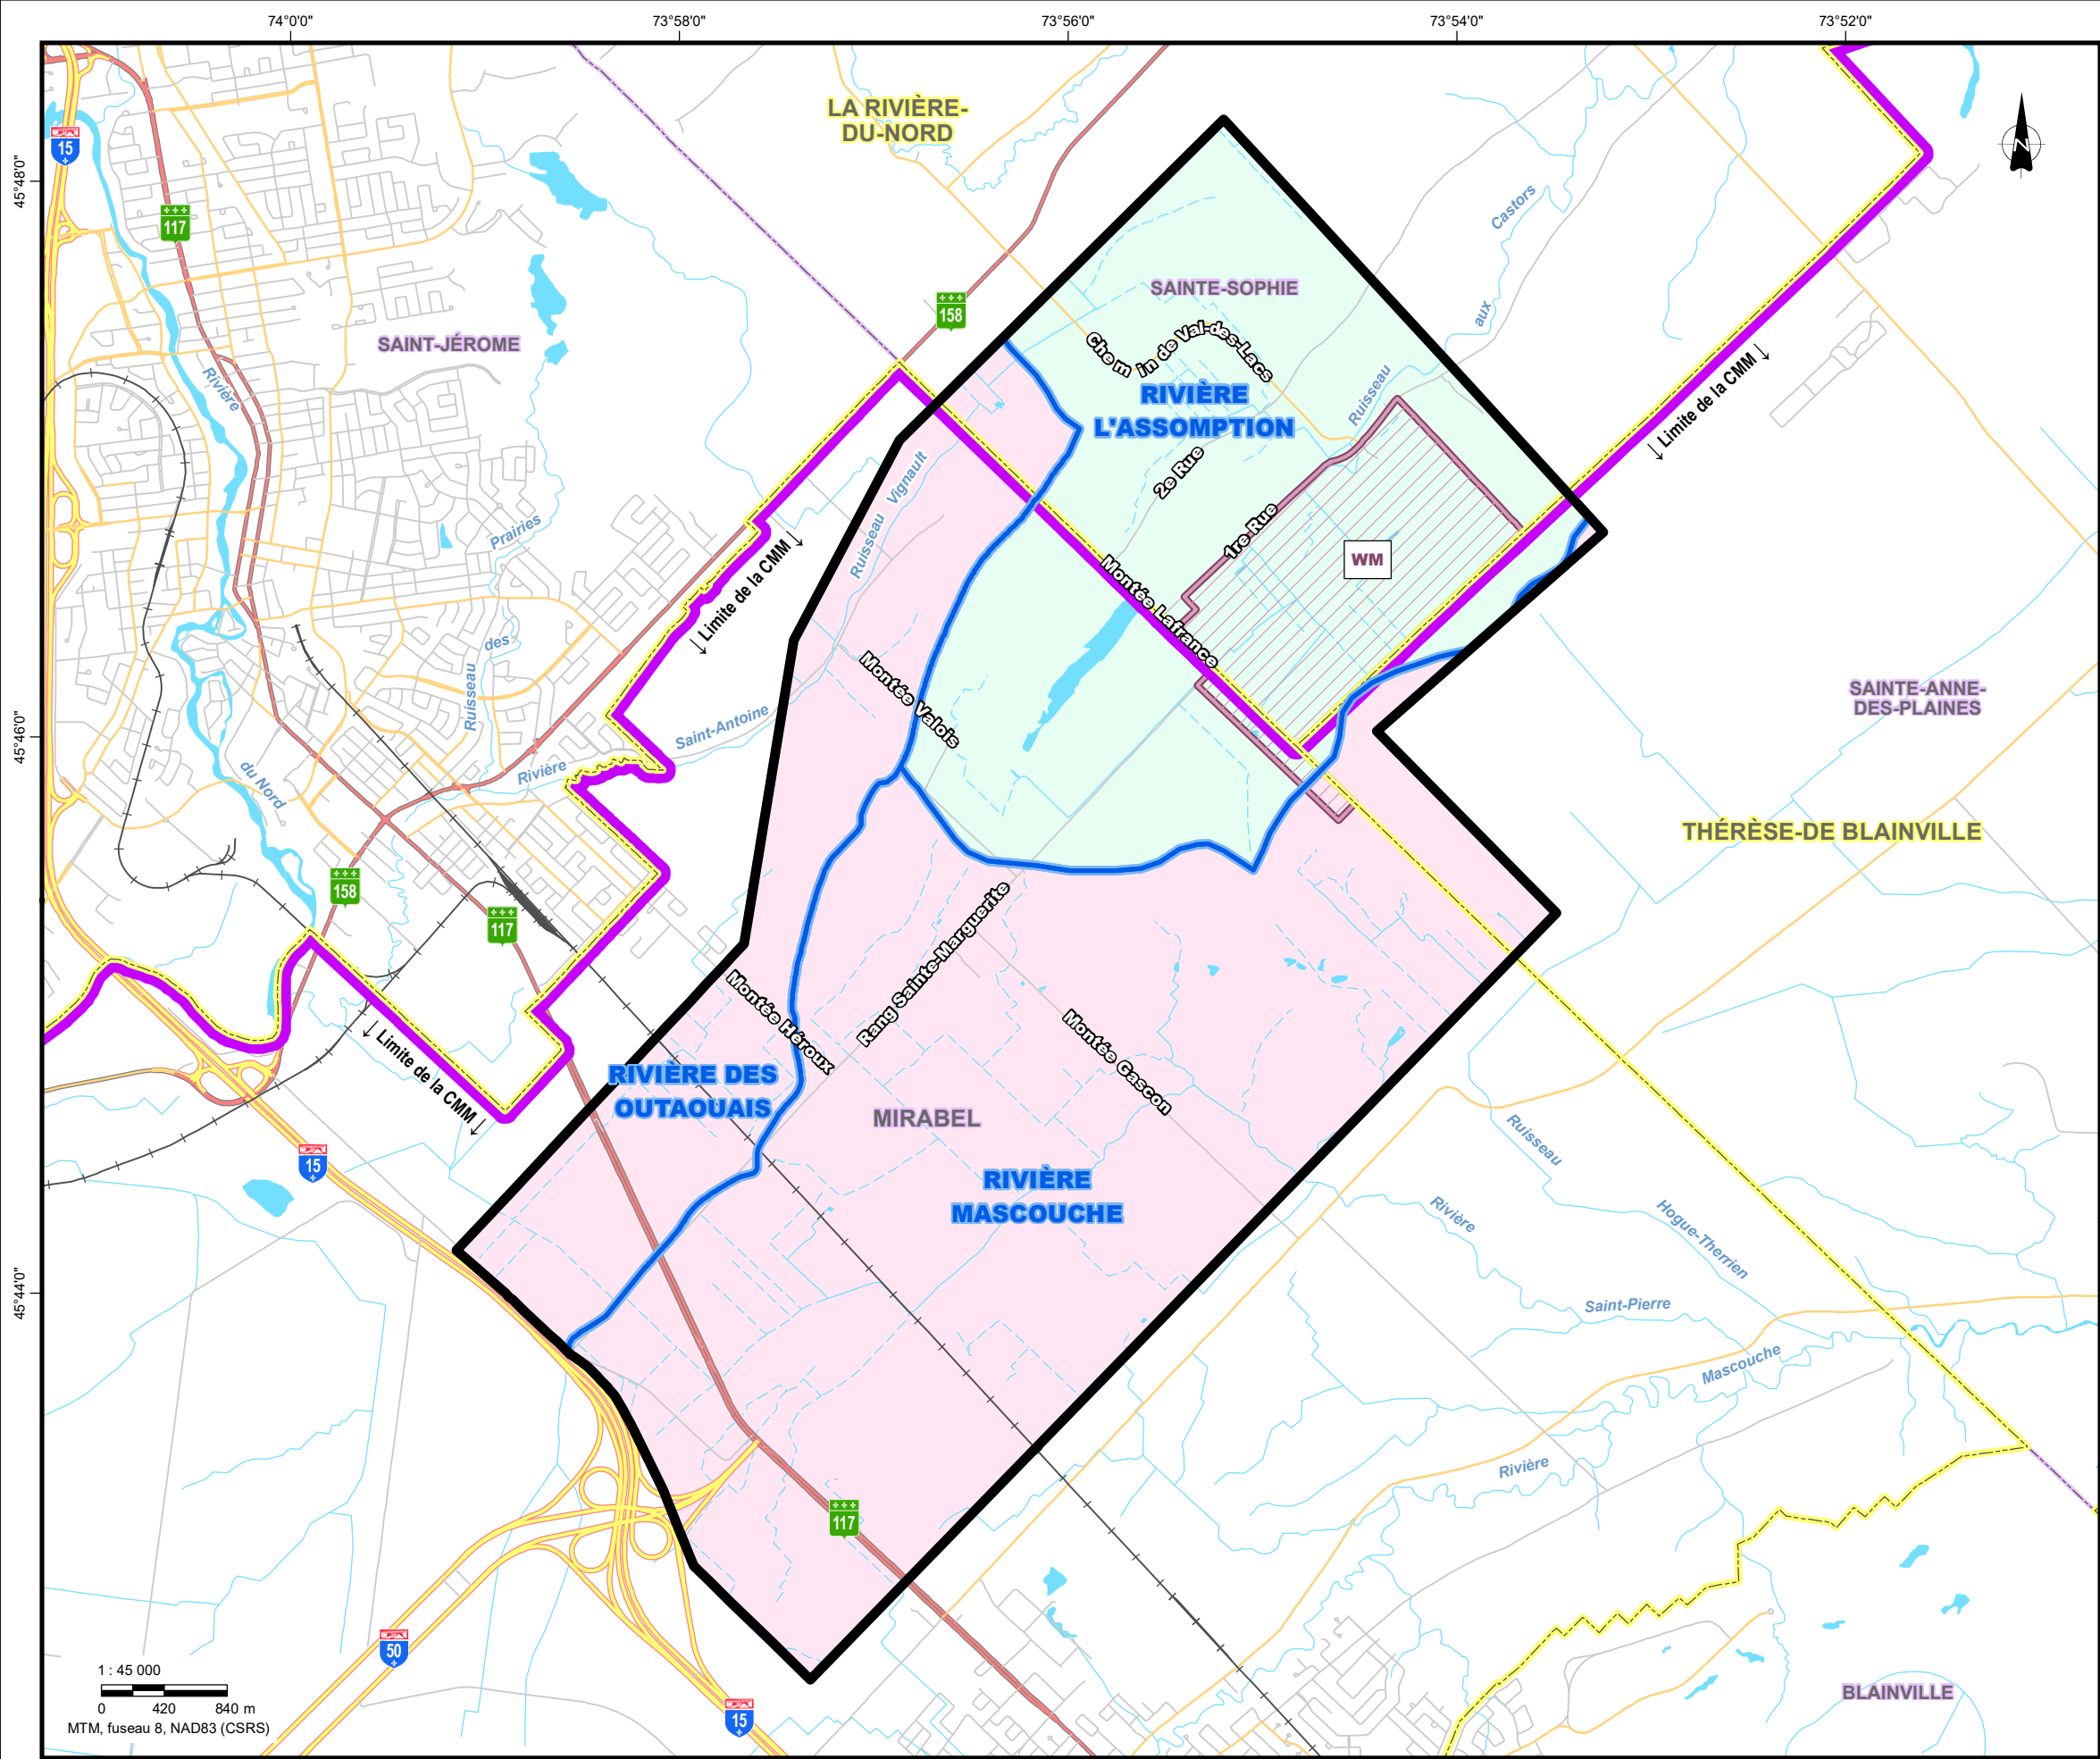 74°0'0"
73°58'0"
73°56'0"
73°54'0"
73°52'0"
45°48'0"
45°46'0"
45°44'0"
LA RIVIÈRE-
DU-NORD
N
15
117
Castors
SAINTE-SOPHIE
158
aux
SAINT-JÉROME
Chemin de Val-des-Lacs
Rivière
RIVIÈRE
L'ASSOMPTION
Ruisseau
↓ Limite de la CMM ↓
2e Rue
Ruisseau Vignault
1re Rue
Prairies
WM
↓ Limite de la CMM ↓
Montée Lafrance
des
Ruisseau
Montée Valois
SAINTE-ANNE-
DES-PLAINES
Saint-Antoine
Rivière
du Nord
THÉRÈSE-DE BLAINVILLE
158
117
Rang Sainte-Marguerite
Montée Héroux
Montée Gascon
↓ Limite de la CMM ↓
RIVIÈRE DES
OUTAOUAIS
MIRABEL
Ruisseau
15
RIVIÈRE
MASCOUCHE
Rivière
Hogue-Therrien
Saint-Pierre
Mascouche
Rivière
117
50
15
BLAINVILLE
1 : 45 000
0 420 840 m
MTM, fuseau 8, NAD83 (CSRS)